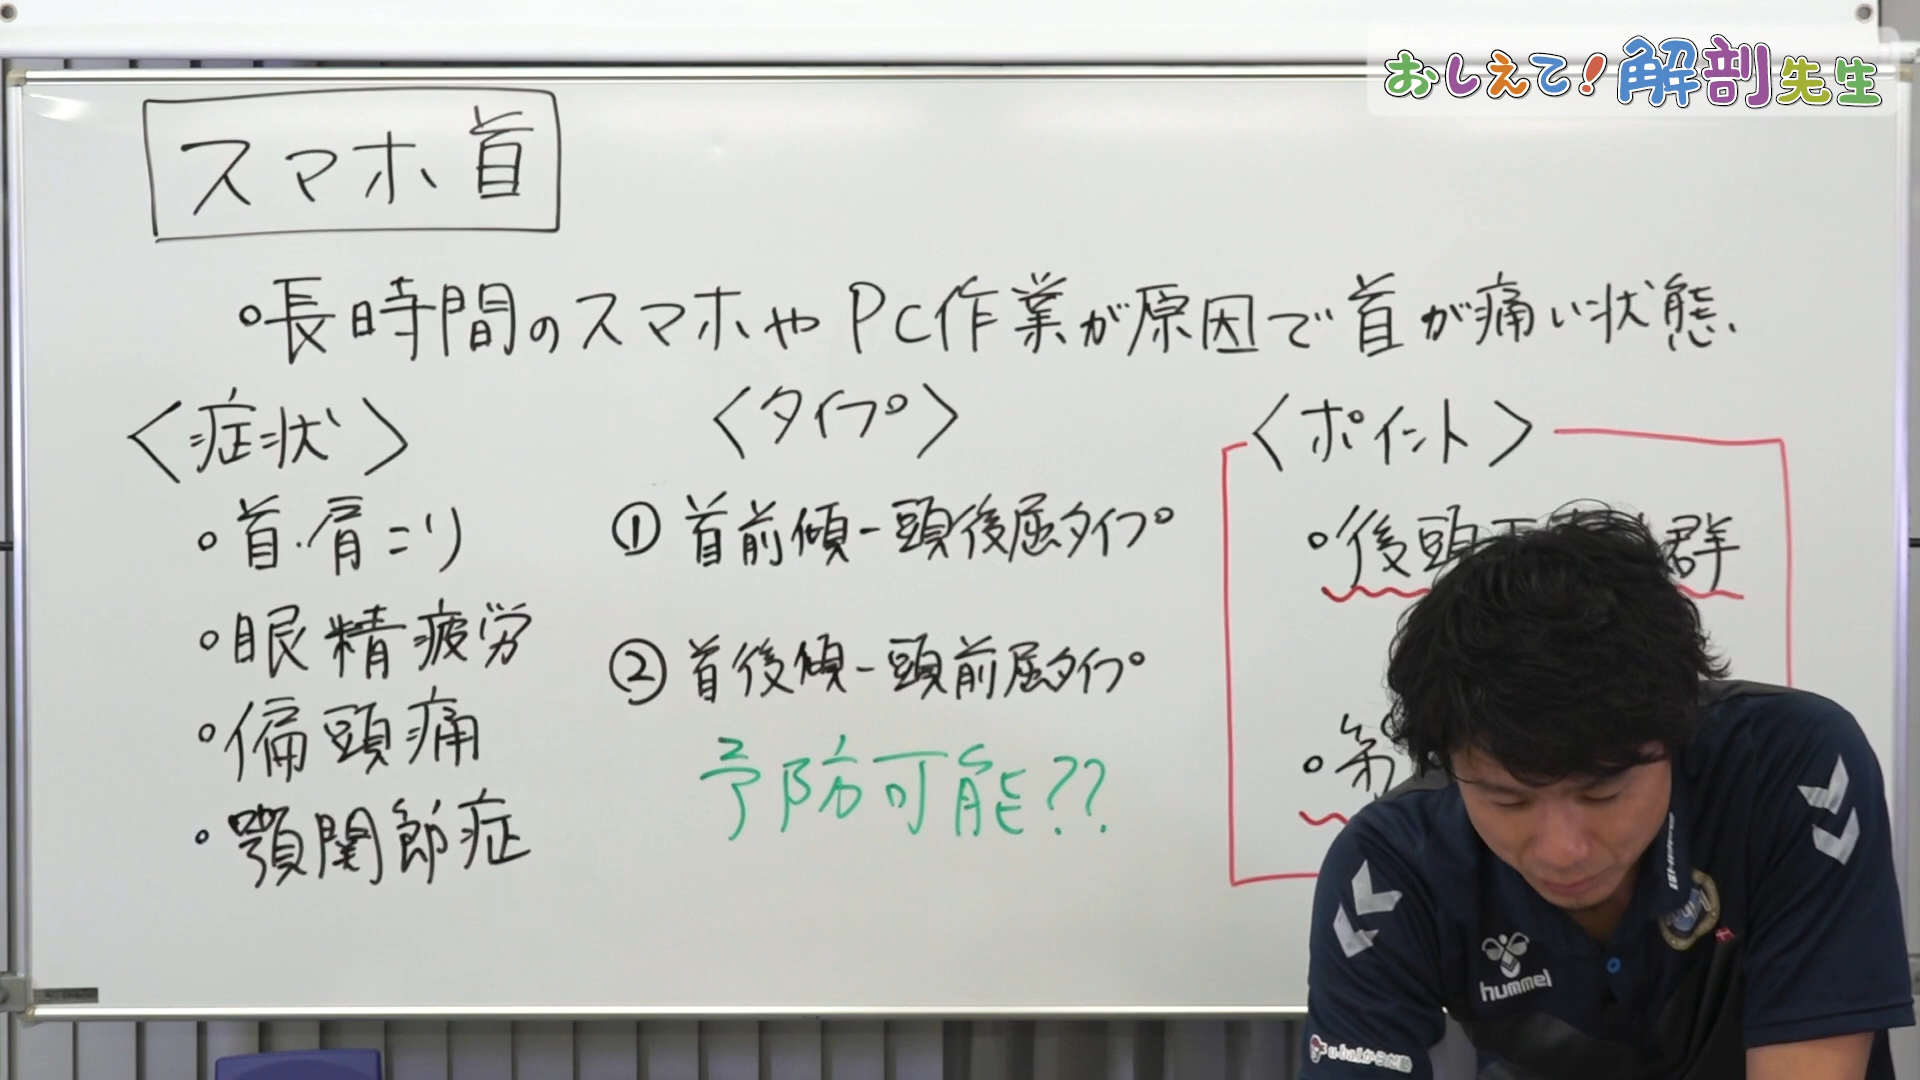 おしえて！解剖先生
スマホ首
・長時間のスマホやPC作業が原因で首が痛い状態.
〈症状〉
・首・肩こり
・眼精疲労
・偏頭痛
・顎関節症
〈タイプ〉
① 首前傾-頭後屈タイプ
② 首後傾-頭前屈タイプ
予防可能??
〈ポイント〉
・後頭 群
・第
hummel